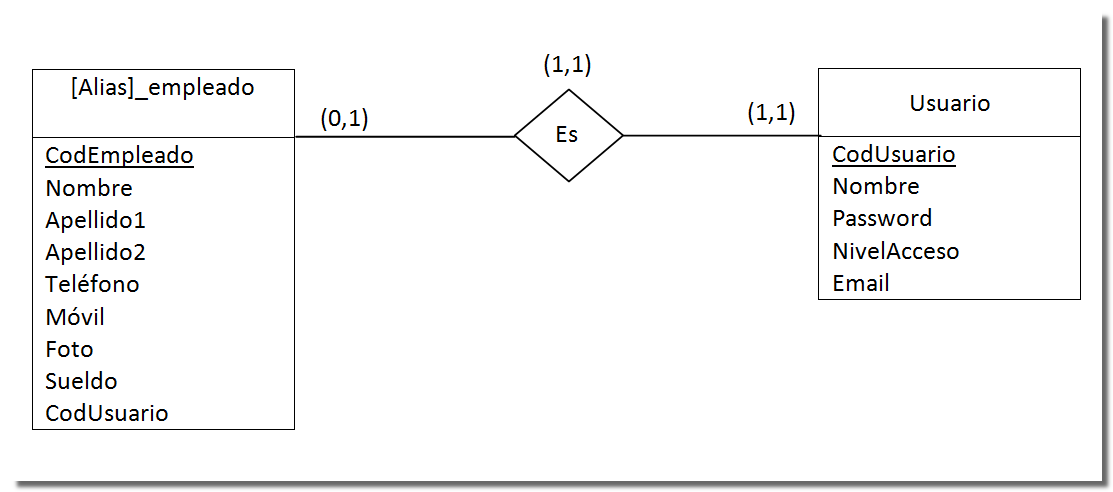 [Alias]_empleado
CodEmpleado
Nombre
Apellido1
Apellido2
Teléfono
Móvil
Foto
Sueldo
CodUsuario
(0,1)
(1,1)
Es
(1,1)
Usuario
CodUsuario
Nombre
Password
NivelAcceso
Email